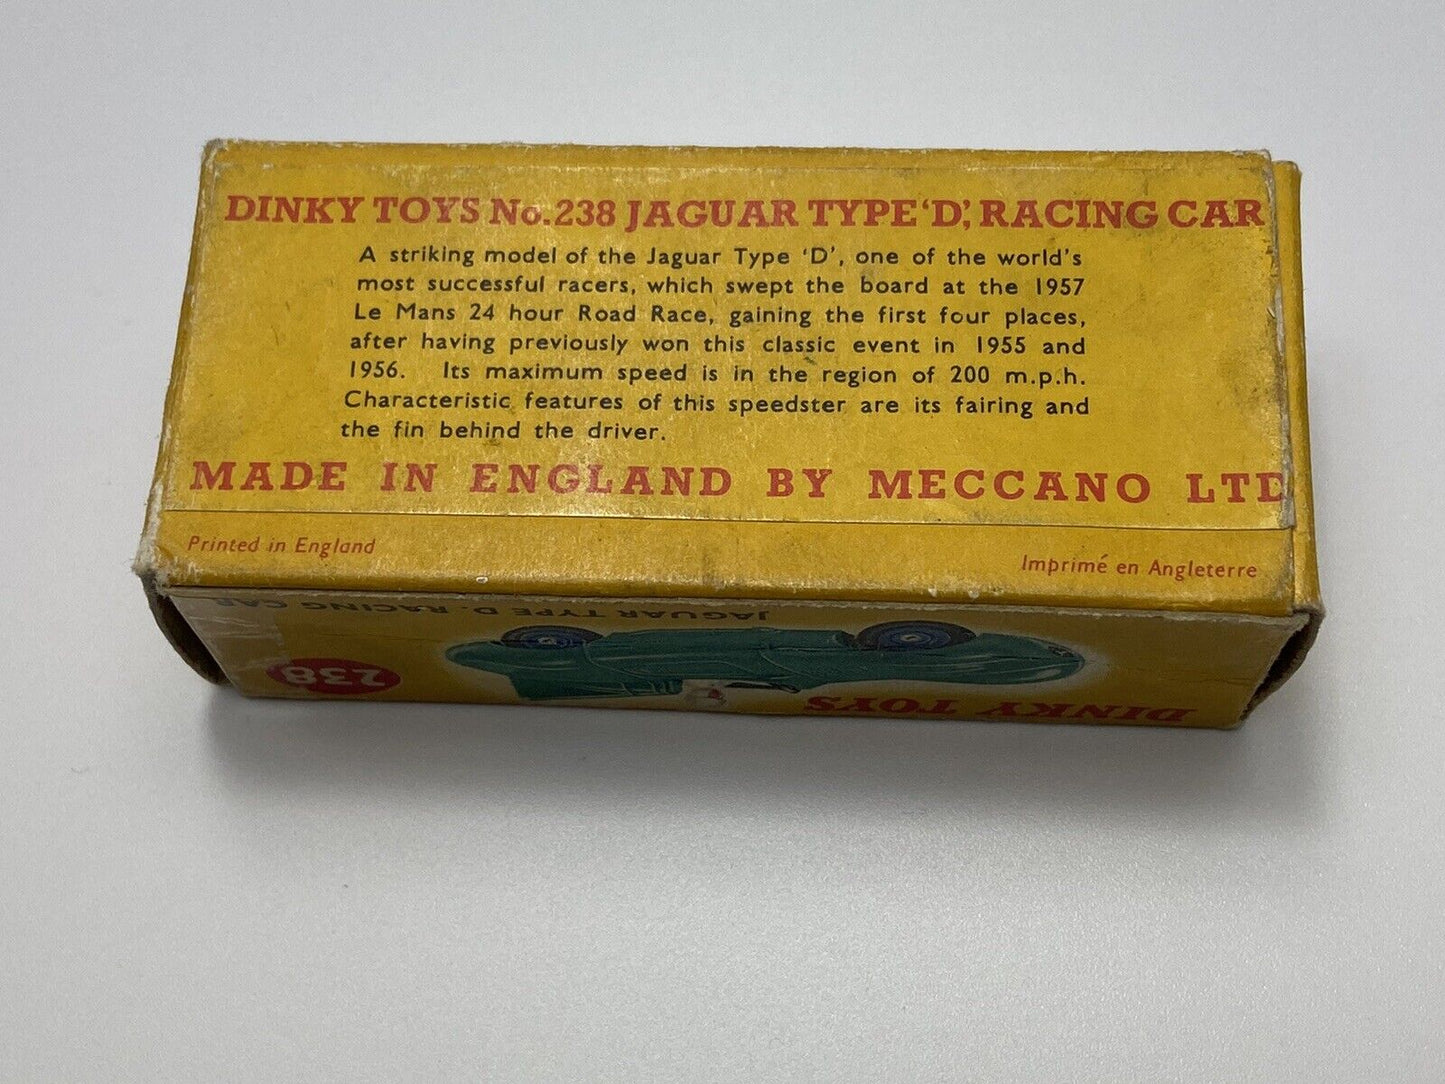 DINKY TOYS No. 238 JAGUAR TYPE 'D', RACING CAR
A striking model of the Jaguar Type 'D', one of the world's
most successful racers, which swept the board at the 1957
Le Mans 24 hour Road Race, gaining the first four places,
after having previously won this classic event in 1955 and
1956. Its maximum speed is in the region of 200 m.p.h.
Characteristic features of this speedster are its fairing and
the fin behind the driver.
MADE IN ENGLAND BY MECCANO LTD
Printed in England
Imprimé en Angleterre
JAGUAR TYPE D. RACING CAR
238
DINKY TOYS